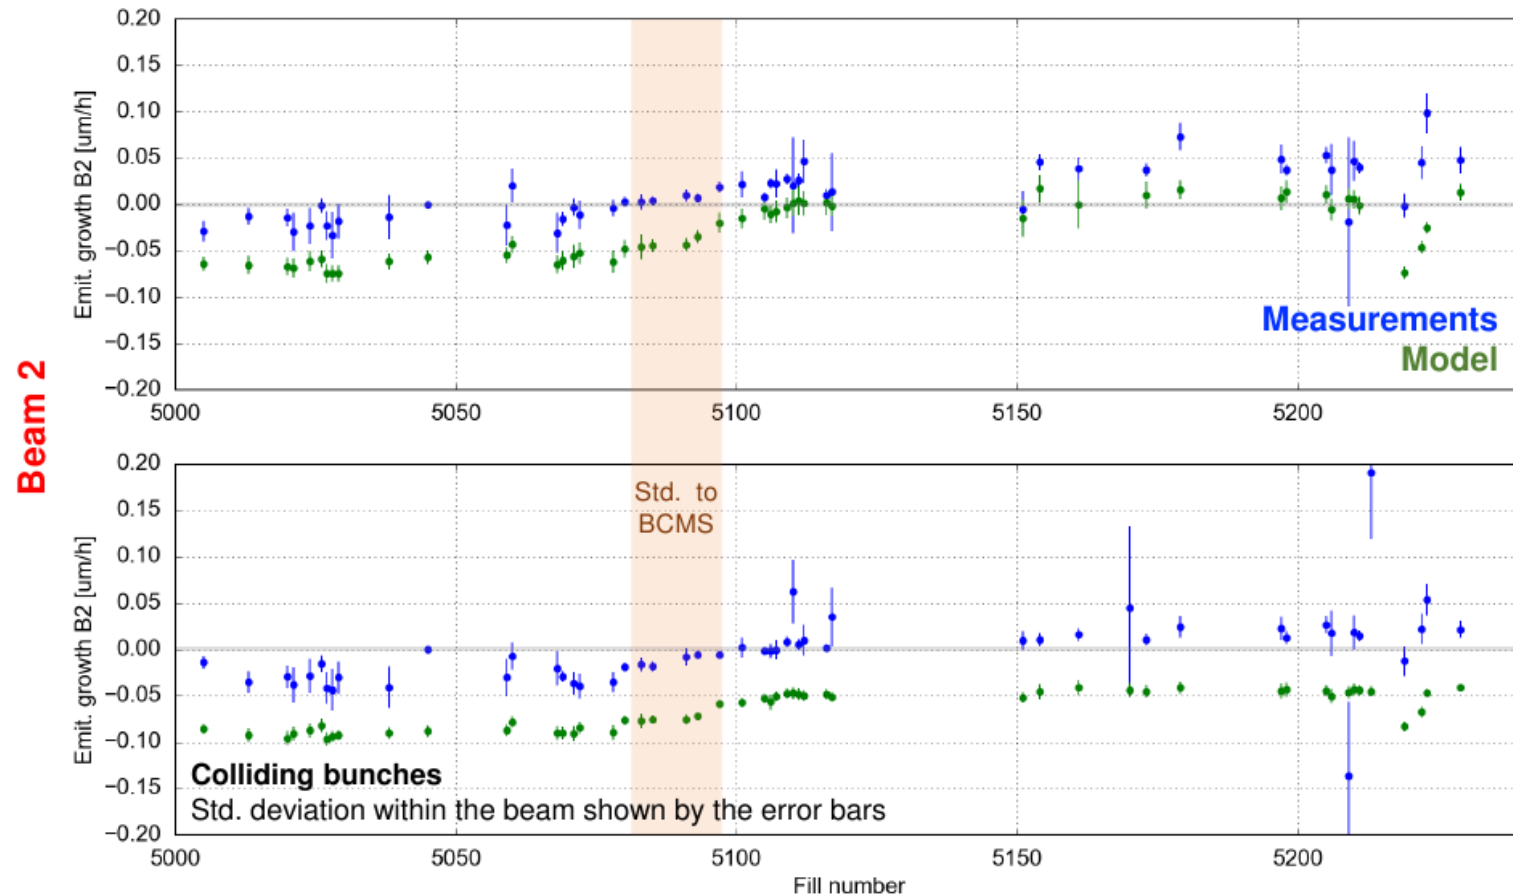 Beam 2
Emit. growth B2 [um/h]
0.20
0.15
0.10
0.05
0.00
−0.05
−0.10
−0.15
−0.20
Measurements
Model
5000 5050 5100 5150 5200
Emit. growth B2 [um/h]
0.20
0.15
0.10
0.05
0.00
−0.05
−0.10
−0.15
−0.20
Std. to
BCMS
Colliding bunches
Std. deviation within the beam shown by the error bars
5000 5050 5100 5150 5200
Fill number